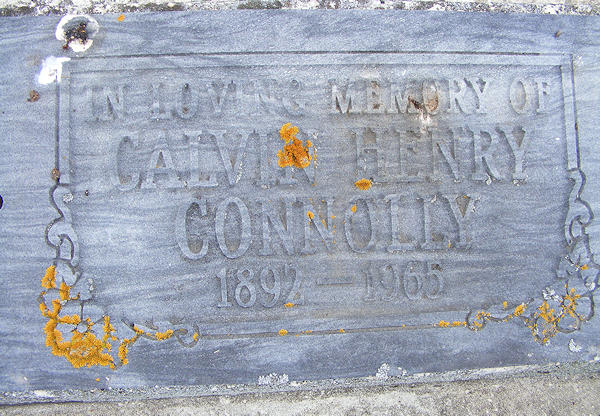 IN LOVING MEMORY OF
CALVIN HENRY
CONNOLLY
1892 — 1965